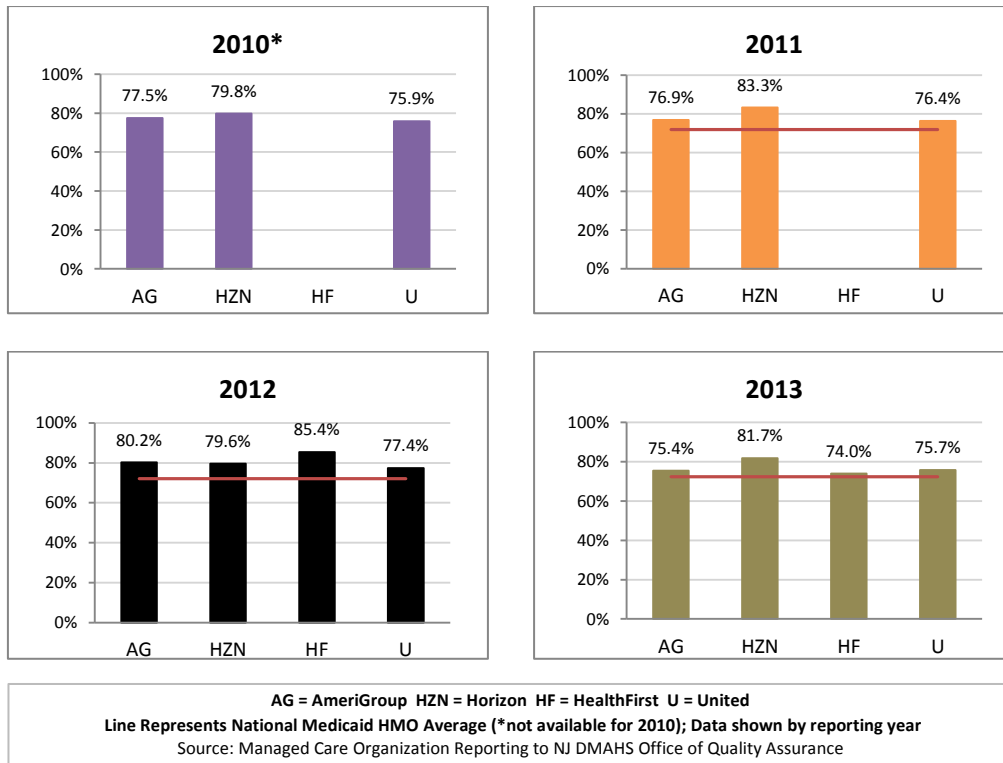 2010*
100%
80%
60%
40%
20%
0%
77.5%
79.8%
75.9%
AG
HZN
HF
U
2011
100%
80%
60%
40%
20%
0%
76.9%
83.3%
76.4%
AG
HZN
HF
U
2012
100%
80%
60%
40%
20%
0%
80.2%
79.6%
85.4%
77.4%
AG
HZN
HF
U
2013
100%
80%
60%
40%
20%
0%
75.4%
81.7%
74.0%
75.7%
AG
HZN
HF
U
AG = AmeriGroup HZN = Horizon HF = HealthFirst U = United
Line Represents National Medicaid HMO Average (*not available for 2010); Data shown by reporting year
Source: Managed Care Organization Reporting to NJ DMAHS Office of Quality Assurance